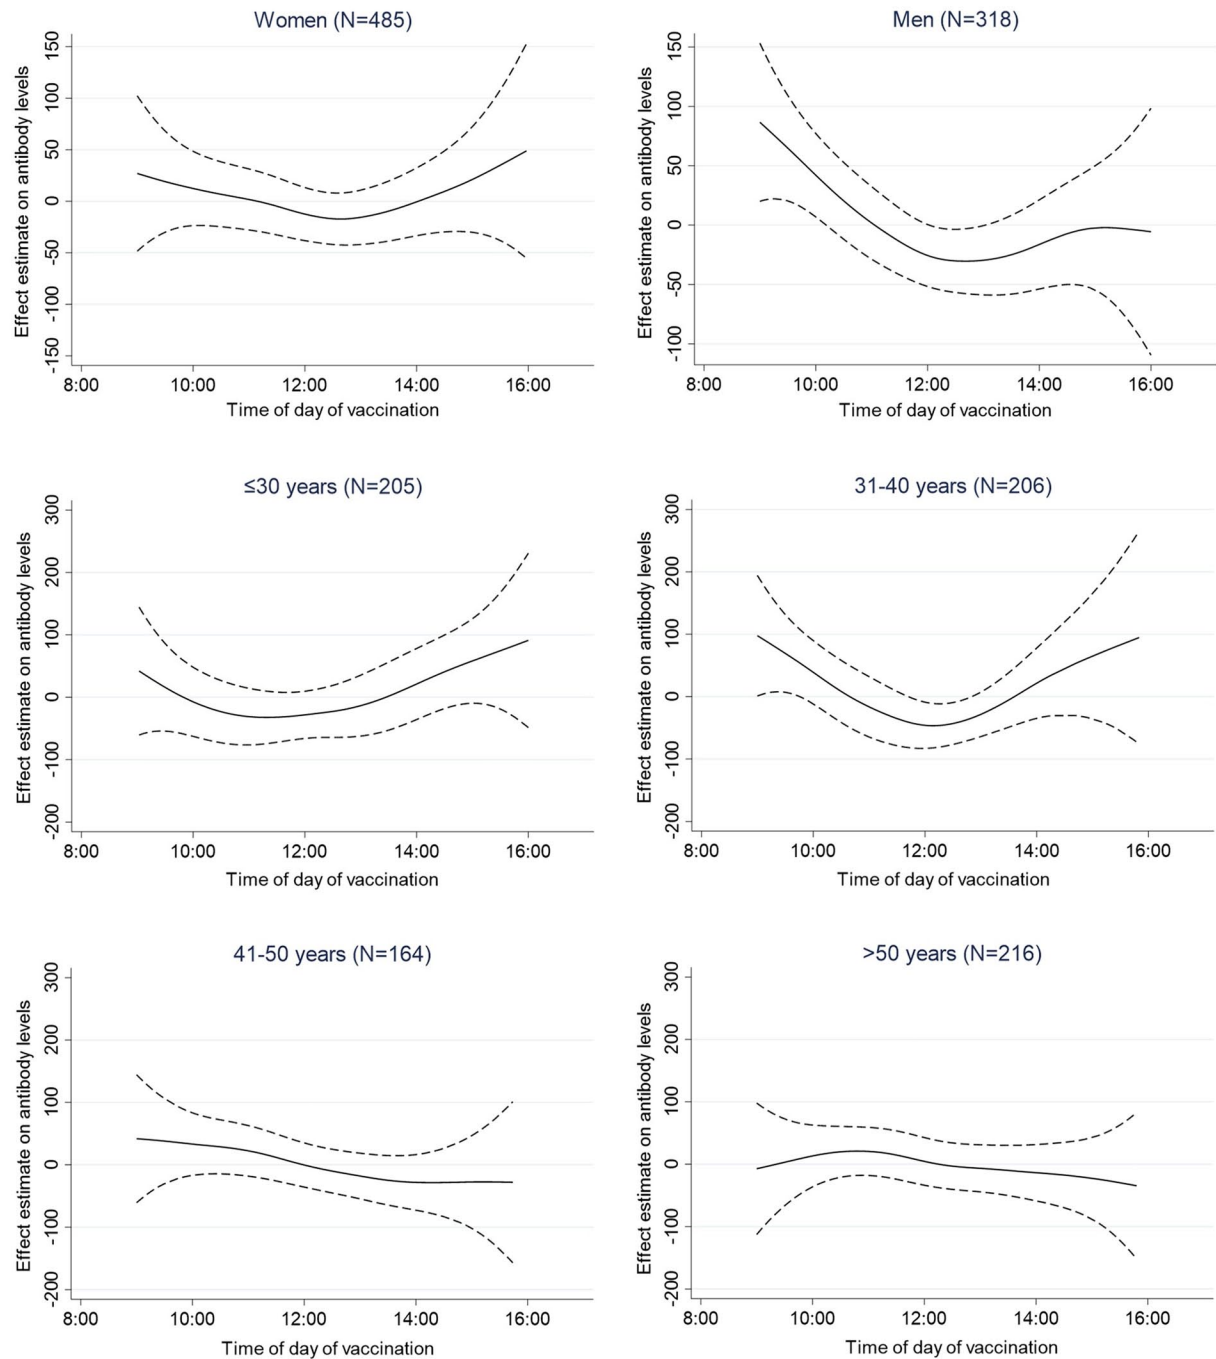 Women (N=485)
Effect estimate on antibody levels
150
100
50
0
-50
-100
-150
8:00 10:00 12:00 14:00 16:00
Time of day of vaccination
Men (N=318)
Effect estimate on antibody levels
150
100
50
0
-50
-100
8:00 10:00 12:00 14:00 16:00
Time of day of vaccination
≤30 years (N=205)
Effect estimate on antibody levels
300
200
100
0
-100
-200
8:00 10:00 12:00 14:00 16:00
Time of day of vaccination
31-40 years (N=206)
Effect estimate on antibody levels
300
200
100
0
-100
-200
8:00 10:00 12:00 14:00 16:00
Time of day of vaccination
41-50 years (N=164)
Effect estimate on antibody levels
300
200
100
0
-100
-200
8:00 10:00 12:00 14:00 16:00
Time of day of vaccination
>50 years (N=216)
Effect estimate on antibody levels
300
200
100
0
-100
-200
8:00 10:00 12:00 14:00 16:00
Time of day of vaccination